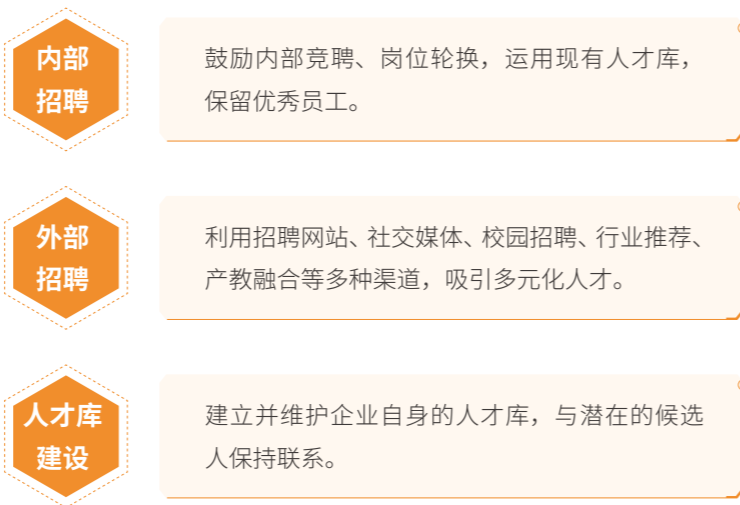 内部
招聘
鼓励内部竞聘、岗位轮换，运用现有人才库，
保留优秀员工。
外部
招聘
利用招聘网站、社交媒体、校园招聘、行业推荐、
产教融合等多种渠道，吸引多元化人才。
人才库
建设
建立并维护企业自身的人才库，与潜在的候选
人保持联系。